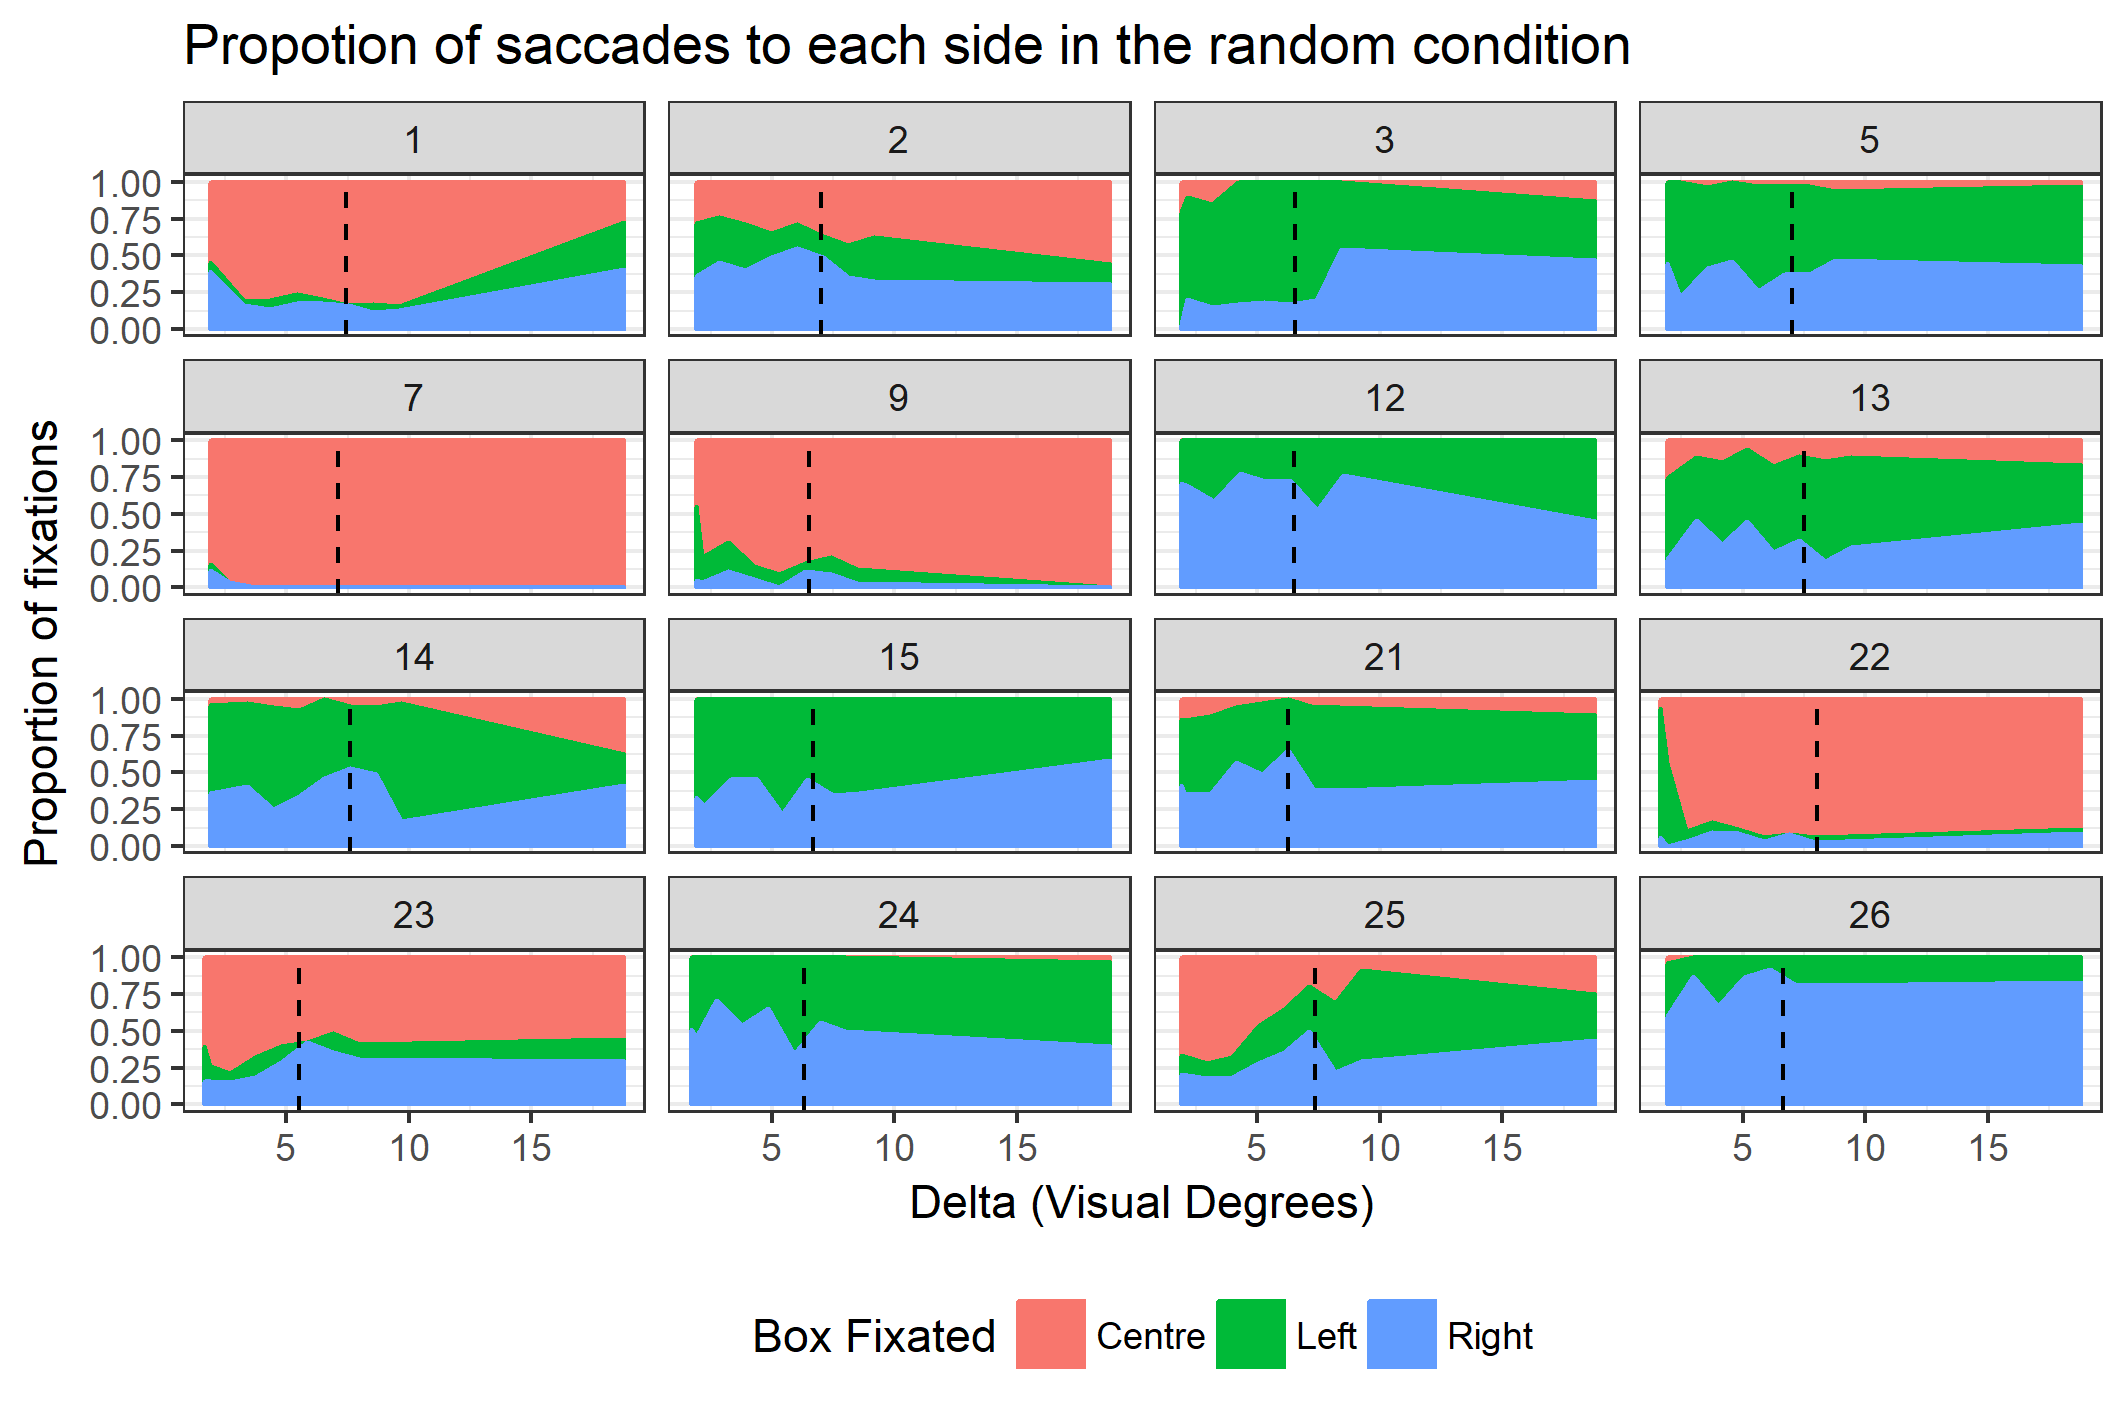 Propotion of saccades to each side in the random condition
1 2 3 5
1.00
0.75
0.50
0.25
0.00
7 9 12 13
1.00
0.75
0.50
0.25
0.00
14 15 21 22
1.00
0.75
0.50
0.25
0.00
23 24 25 26
1.00
0.75
0.50
0.25
0.00
Proportion of fixations
5 10 15 5 10 15 5 10 15 5 10 15
Delta (Visual Degrees)
Box Fixated Centre Left Right